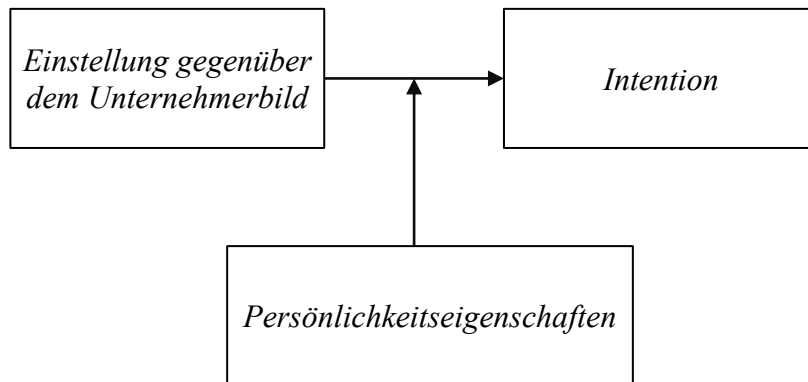 Einstellung gegenüber
dem Unternehmerbild
Intention
Persönlichkeitseigenschaften